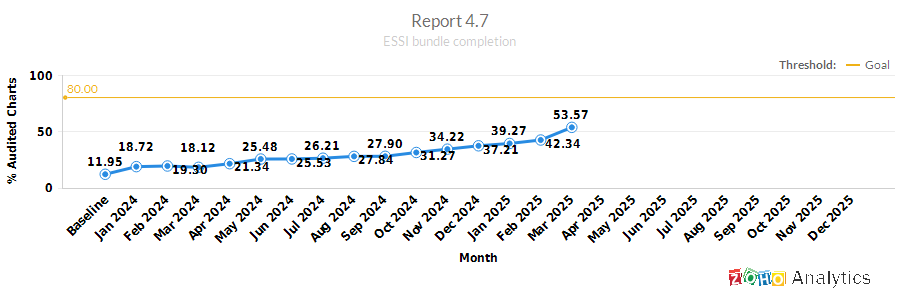 Report 4.7
ESSI bundle completion
Threshold: Goal
% Audited Charts
100
50
0
80.00
11.95
18.72
19.30
18.12
21.34
25.48
25.53
26.21
27.84
27.90
31.27
34.22
37.21
39.27
42.34
53.57
Baseline
Jan 2024
Feb 2024
Mar 2024
Apr 2024
May 2024
Jun 2024
Jul 2024
Aug 2024
Sep 2024
Oct 2024
Nov 2024
Dec 2024
Jan 2025
Feb 2025
Mar 2025
Apr 2025
May 2025
Jun 2025
Jul 2025
Aug 2025
Sep 2025
Oct 2025
Nov 2025
Dec 2025
Month
ZOHO Analytics